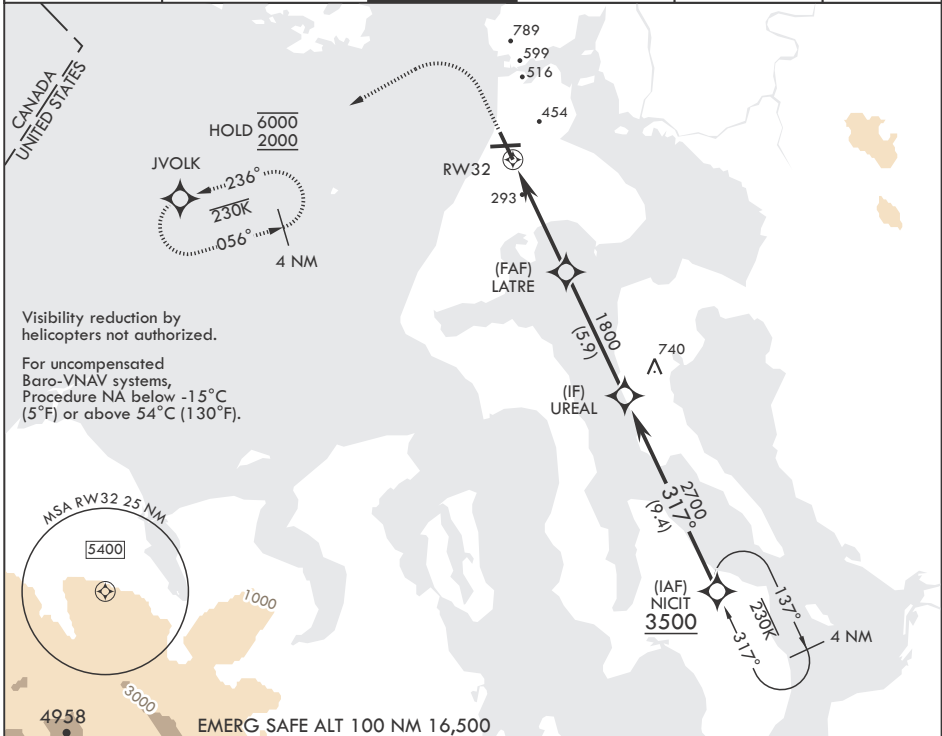 CANADA
UNITED STATES
789
599
516
454
HOLD 6000
2000
JVOLK
236°
230K
056°
4 NM
RW32
293
(FAF)
LATRE
1800
(5.9)
740
(IF)
UREAL
Visibility reduction by
helicopters not authorized.
For uncompensated
Baro-VNAV systems,
Procedure NA below -15°C
(5°F) or above 54°C (130°F).
2700
317°
(9.4)
MSA RW32 25 NM
5400
(IAF)
NICIT
3500
137°
230K
317°
4 NM
1000
3000
4958
EMERG SAFE ALT 100 NM 16,500